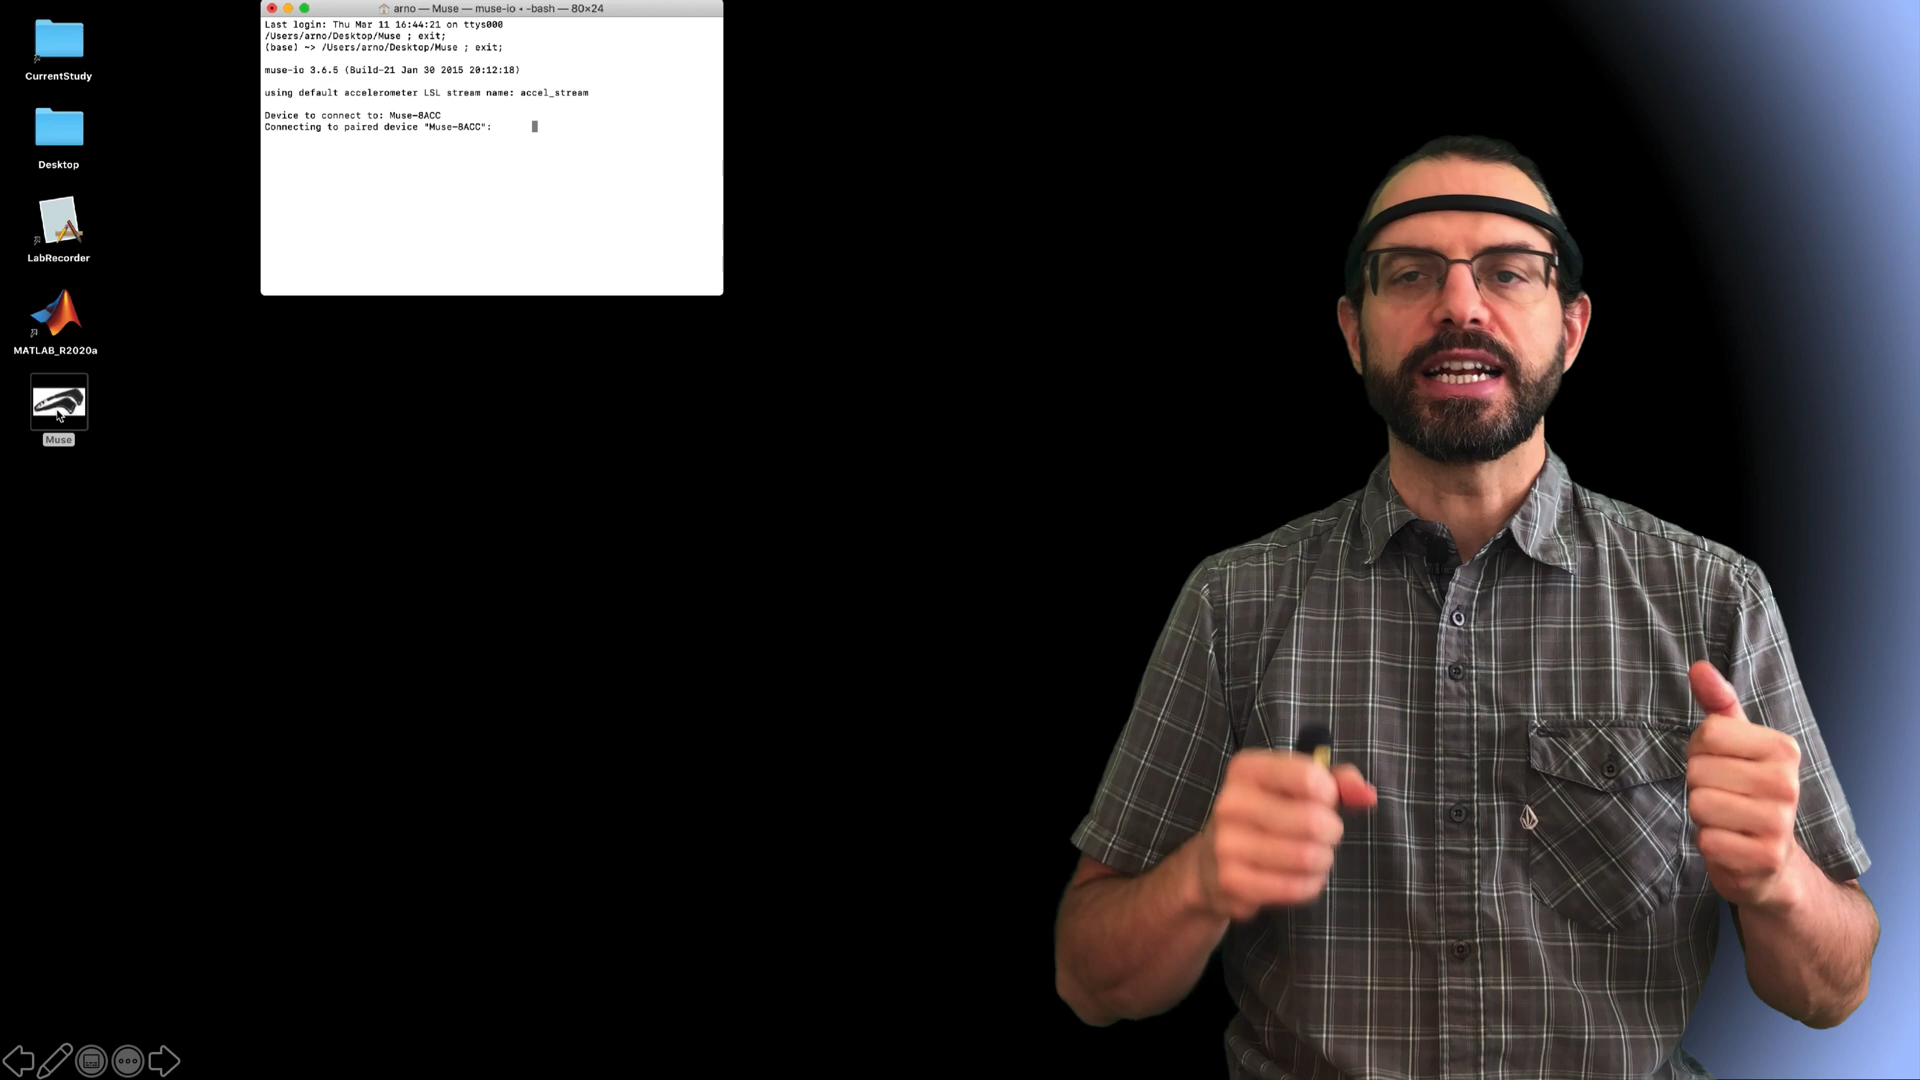 arno — Muse — muse-io ◂ -bash — 80×24
Last login: Thu Mar 11 16:44:21 on ttys000
/Users/arno/Desktop/Muse ; exit;
(base) ~> /Users/arno/Desktop/Muse ; exit;
muse-io 3.6.5 (Build-21 Jan 30 2015 20:12:18)
using default accelerometer LSL stream name: accel_stream
Device to connect to: Muse-8ACC
Connecting to paired device "Muse-8ACC":
CurrentStudy
Desktop
LabRecorder
MATLAB_R2020a
Muse